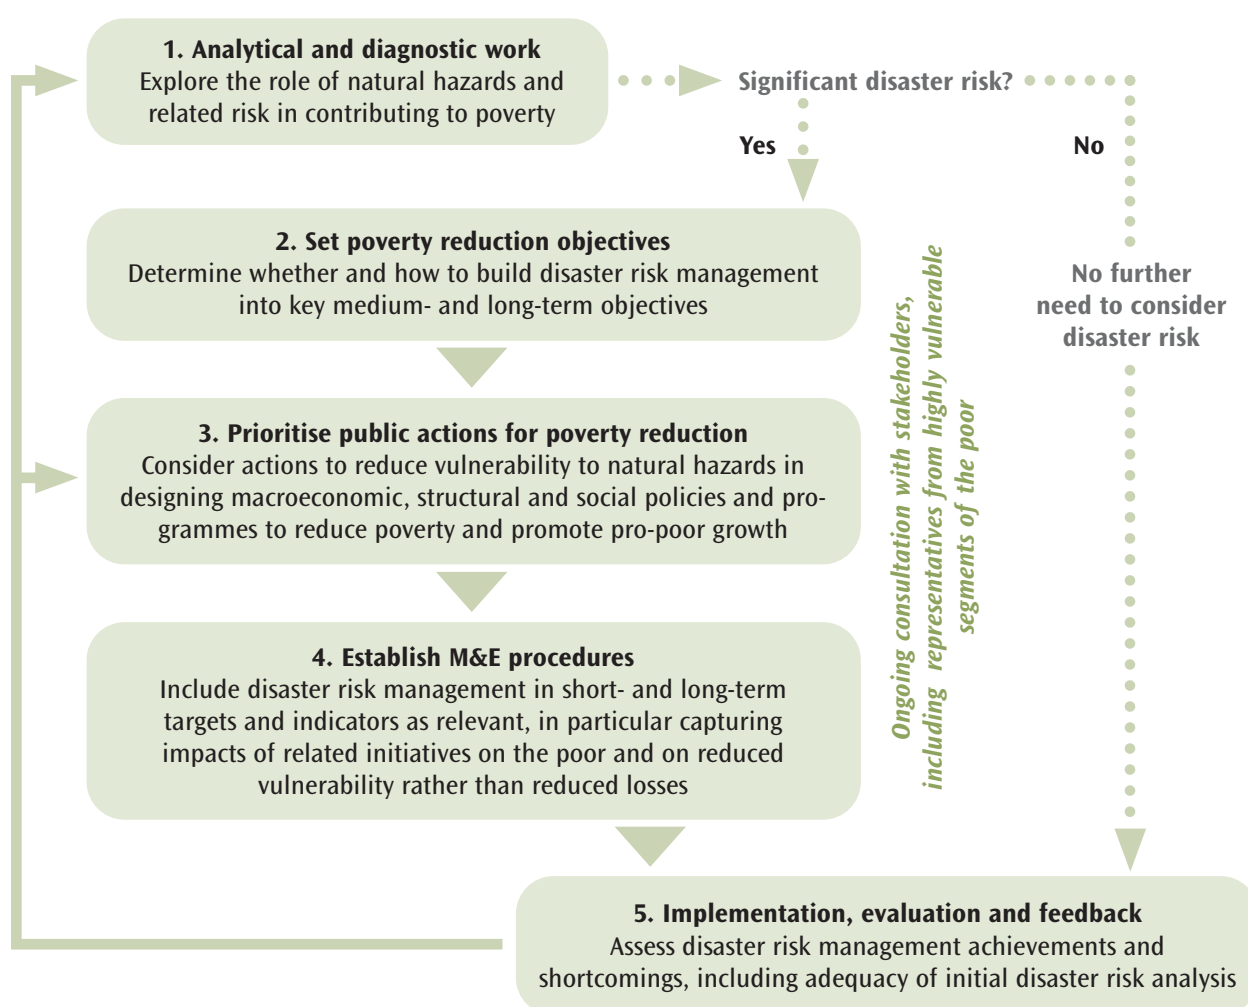 1. Analytical and diagnostic work
Explore the role of natural hazards and
related risk in contributing to poverty
Significant disaster risk?
Yes
No
2. Set poverty reduction objectives
Determine whether and how to build disaster risk management
into key medium- and long-term objectives
No further
need to consider
disaster risk
Ongoing consultation with stakeholders,
including representatives from highly vulnerable
segments of the poor
3. Prioritise public actions for poverty reduction
Consider actions to reduce vulnerability to natural hazards in
designing macroeconomic, structural and social policies and pro-
grammes to reduce poverty and promote pro-poor growth
4. Establish M&E procedures
Include disaster risk management in short- and long-term
targets and indicators as relevant, in particular capturing
impacts of related initiatives on the poor and on reduced
vulnerability rather than reduced losses
5. Implementation, evaluation and feedback
Assess disaster risk management achievements and
shortcomings, including adequacy of initial disaster risk analysis